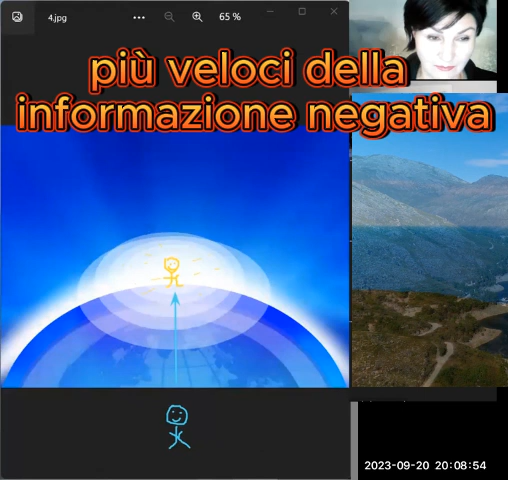 4.jpg
65 %
più veloci della
informazione negativa
2023-09-20 20:08:54